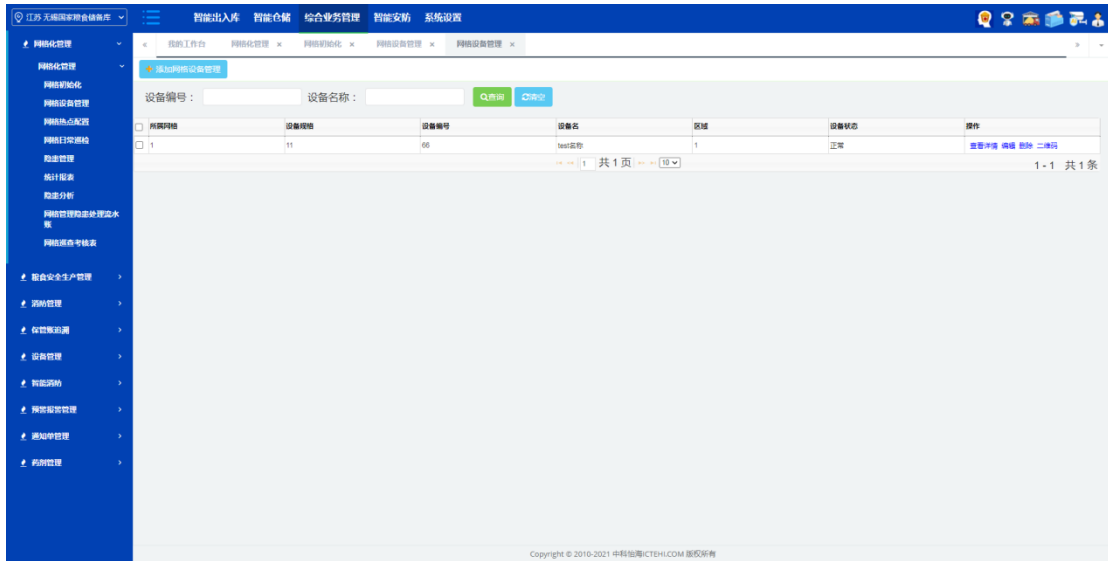 江苏 无锡国家粮食储备库
智能出入库 智能仓储 综合业务管理 智能安防 系统设置
网格化管理
网格化管理
网格初始化
网格设备管理
网格热点配置
网格日常巡检
隐患管理
统计报表
隐患分析
网格管理隐患处理流水账
网格巡查考核表
粮食安全生产管理
消防管理
保管账追溯
设备管理
智能消防
预警报警管理
通知单管理
药剂管理
« 我的工作台 网格化管理 × 网格初始化 × 网格设备管理 × 网格设备管理 × »
添加网格设备管理
设备编号： 设备名称： 查询 清空
所属网格 设备规格 设备编号 设备名 区域 设备状态 操作
1 11 66 test名称 1 正常 查看详情 编辑 删除 二维码
1 共 1 页 10
1 - 1 共 1 条
Copyright © 2010-2021 中科怡海ICTEHI.COM 版权所有